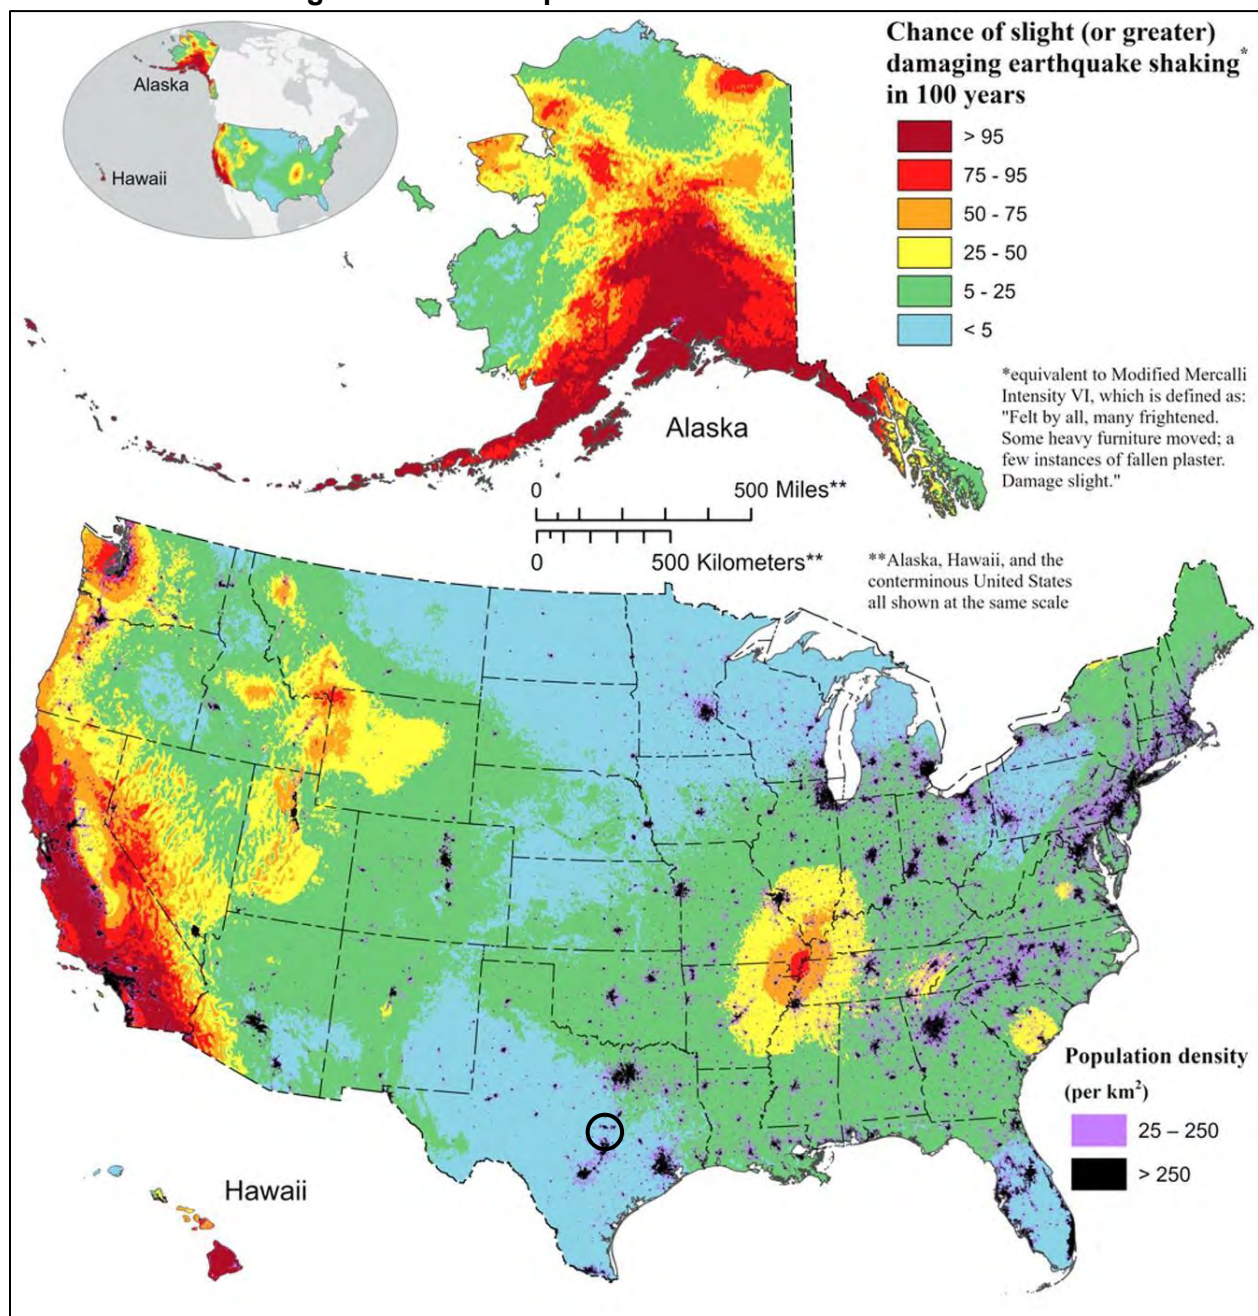 Alaska
Hawaii
Chance of slight (or greater)
damaging earthquake shaking*
in 100 years
> 95
75 - 95
50 - 75
25 - 50
5 - 25
< 5
*equivalent to Modified Mercalli
Intensity VI, which is defined as:
"Felt by all, many frightened.
Some heavy furniture moved; a
few instances of fallen plaster.
Damage slight."
Alaska
0 500 Miles**
0 500 Kilometers**
**Alaska, Hawaii, and the
conterminous United States
all shown at the same scale
Hawaii
Population density
(per km²)
25 – 250
> 250